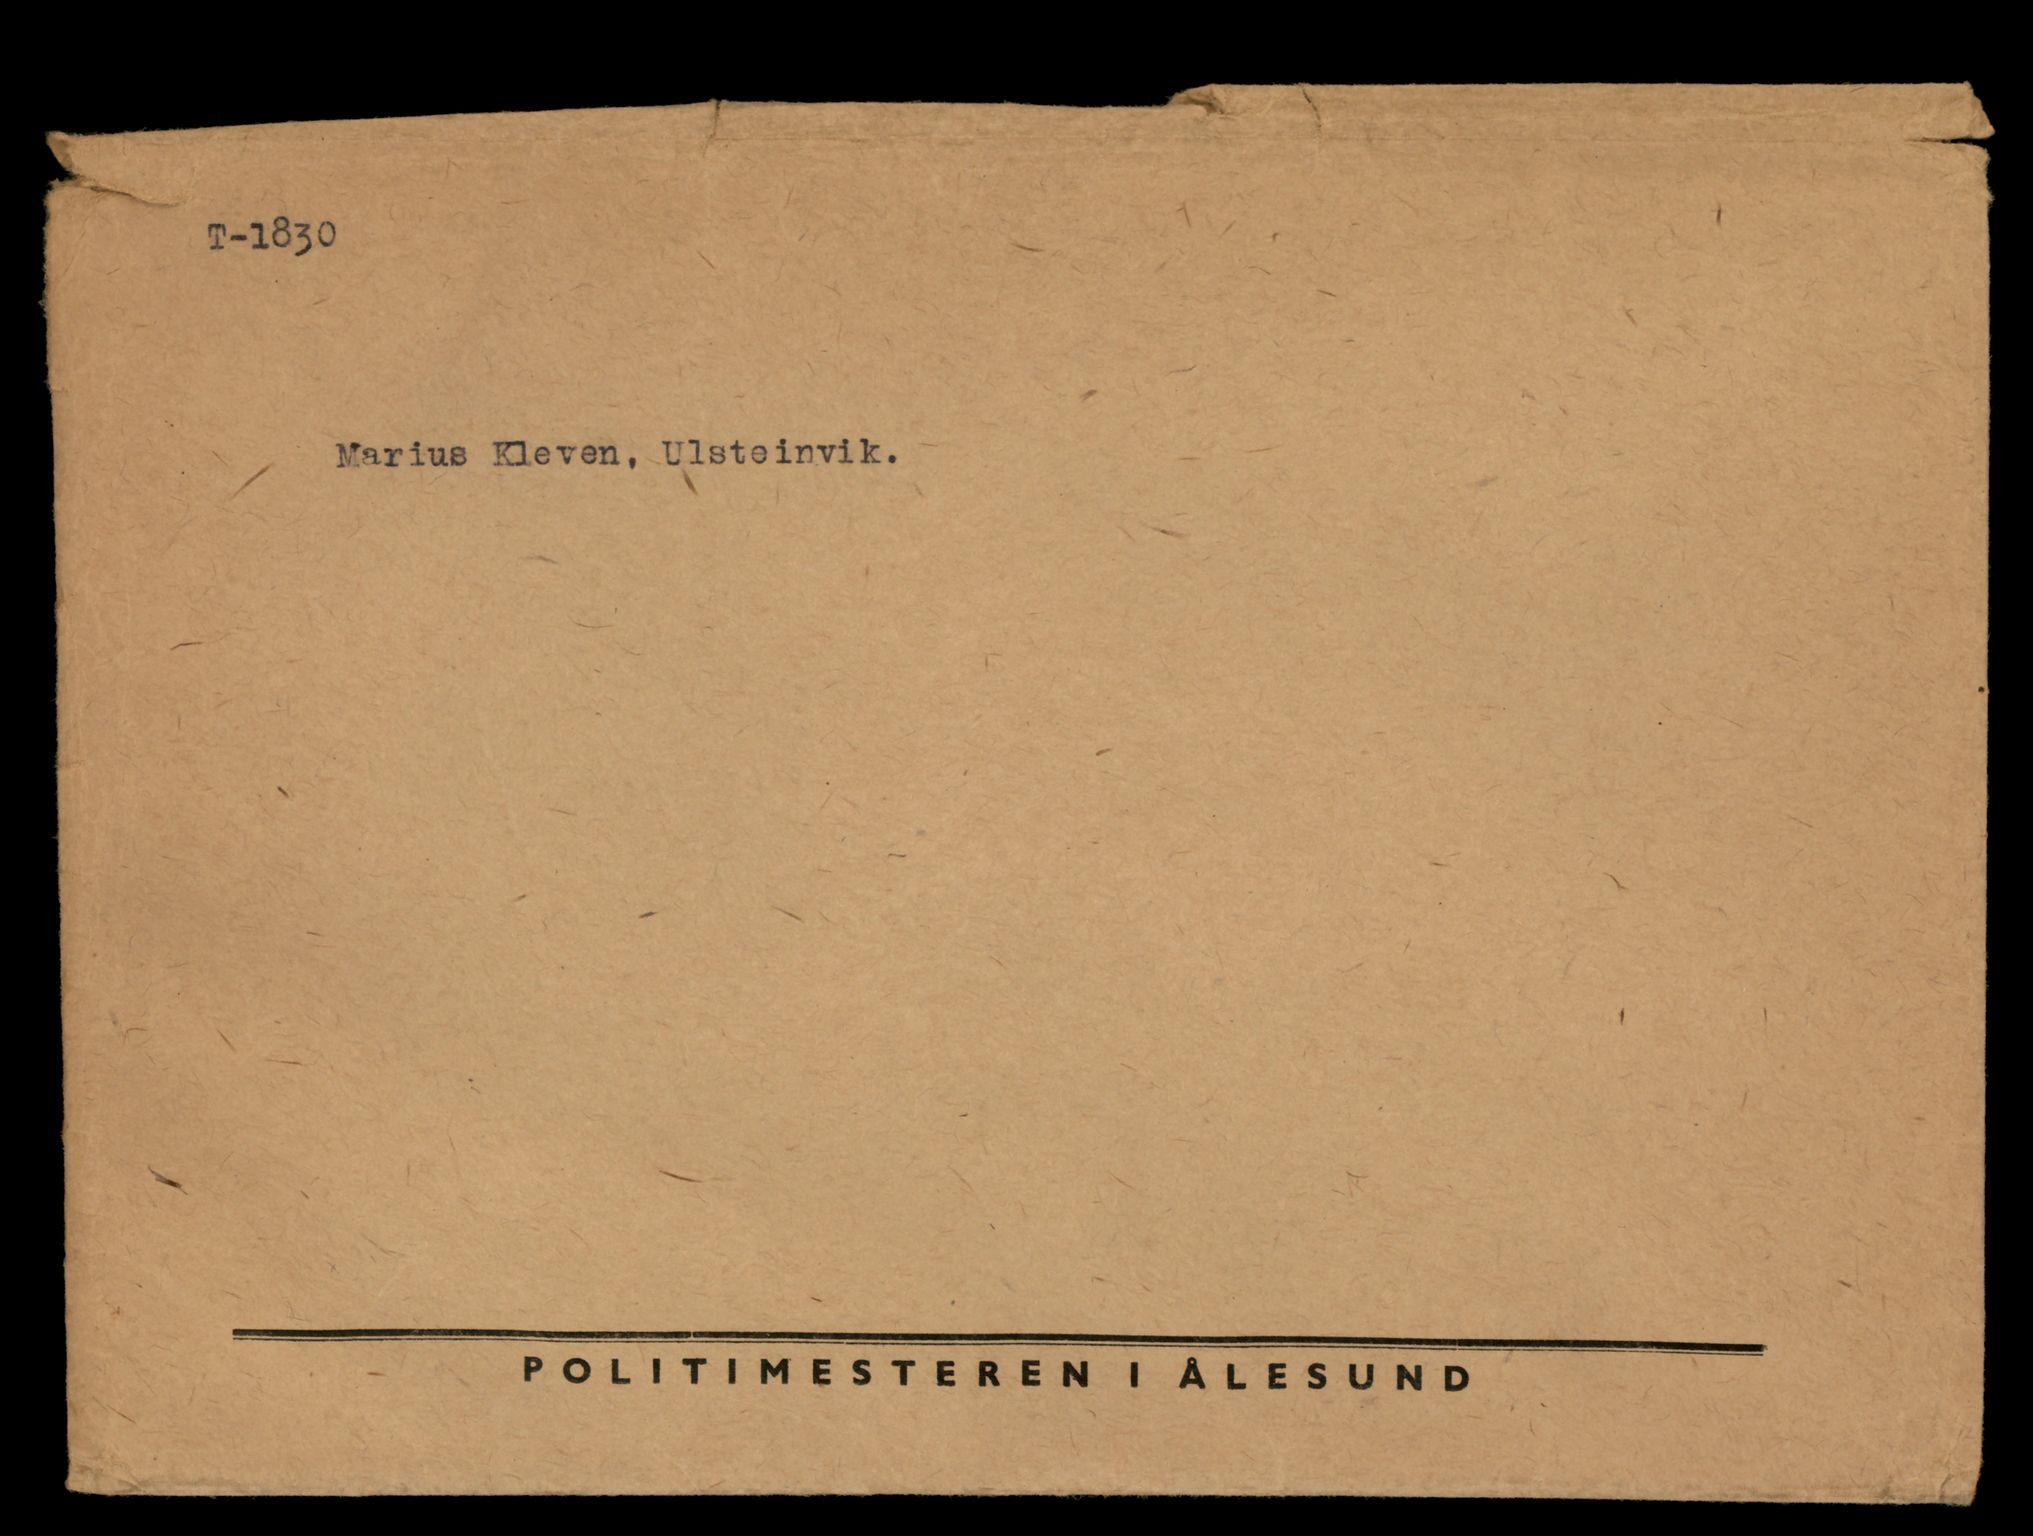 T-1830
Marius Kleven, Ulsteinvik.
POLITIMESTEREN I ÅLESUND